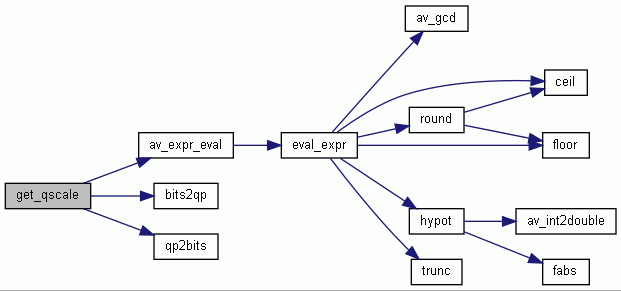 av_gcd
ceil
round
av_expr_eval
eval_expr
floor
get_qscale
bits2qp
hypot
av_int2double
qp2bits
trunc
fabs